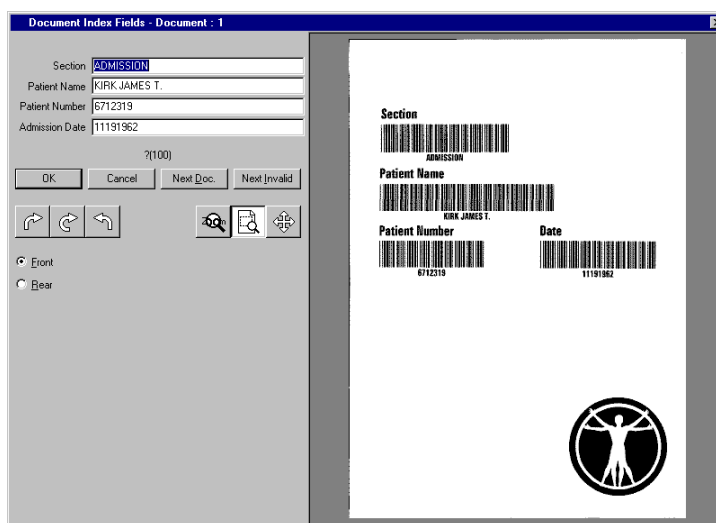 Document Index Fields - Document : 1
Section ADMISSION
Patient Name KIRK JAMES T.
Patient Number 6712319
Admission Date 11191962
?(100)
OK Cancel Next Doc. Next Invalid
Zoom
Front
Rear
Section
ADMISSION
Patient Name
KIRK JAMES T.
Patient Number Date
6712319 11191962